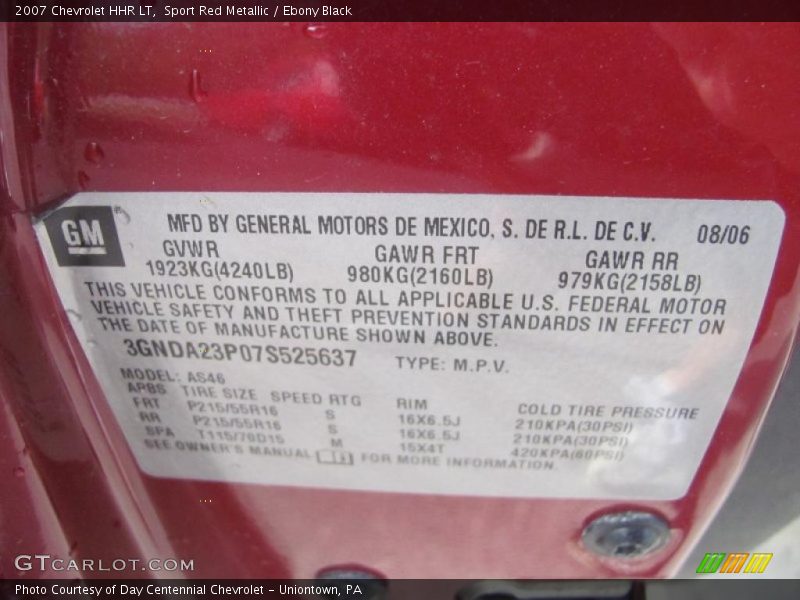 2007 Chevrolet HHR LT, Sport Red Metallic / Ebony Black
GM
MFD BY GENERAL MOTORS DE MEXICO, S. DE R.L. DE C.V. 08/06
GVWR GAWR FRT GAWR RR
1923KG(4240LB) 980KG(2160LB) 979KG(2158LB)
THIS VEHICLE CONFORMS TO ALL APPLICABLE U.S. FEDERAL MOTOR
VEHICLE SAFETY AND THEFT PREVENTION STANDARDS IN EFFECT ON
THE DATE OF MANUFACTURE SHOWN ABOVE.
3GNDA23P07S525637 TYPE: M.P.V.
MODEL: AS46
APBS TIRE SIZE SPEED RTG RIM COLD TIRE PRESSURE
FRT P215/55R16 S 16X6.5J 210KPA(30PSI)
RR P215/55R16 S 16X6.5J 210KPA(30PSI)
SPA T115/70D15 M 15X4T 420KPA(60PSI)
SEE OWNER'S MANUAL FOR MORE INFORMATION.
GTCARLOT.COM
Photo Courtesy of Day Centennial Chevrolet - Uniontown, PA